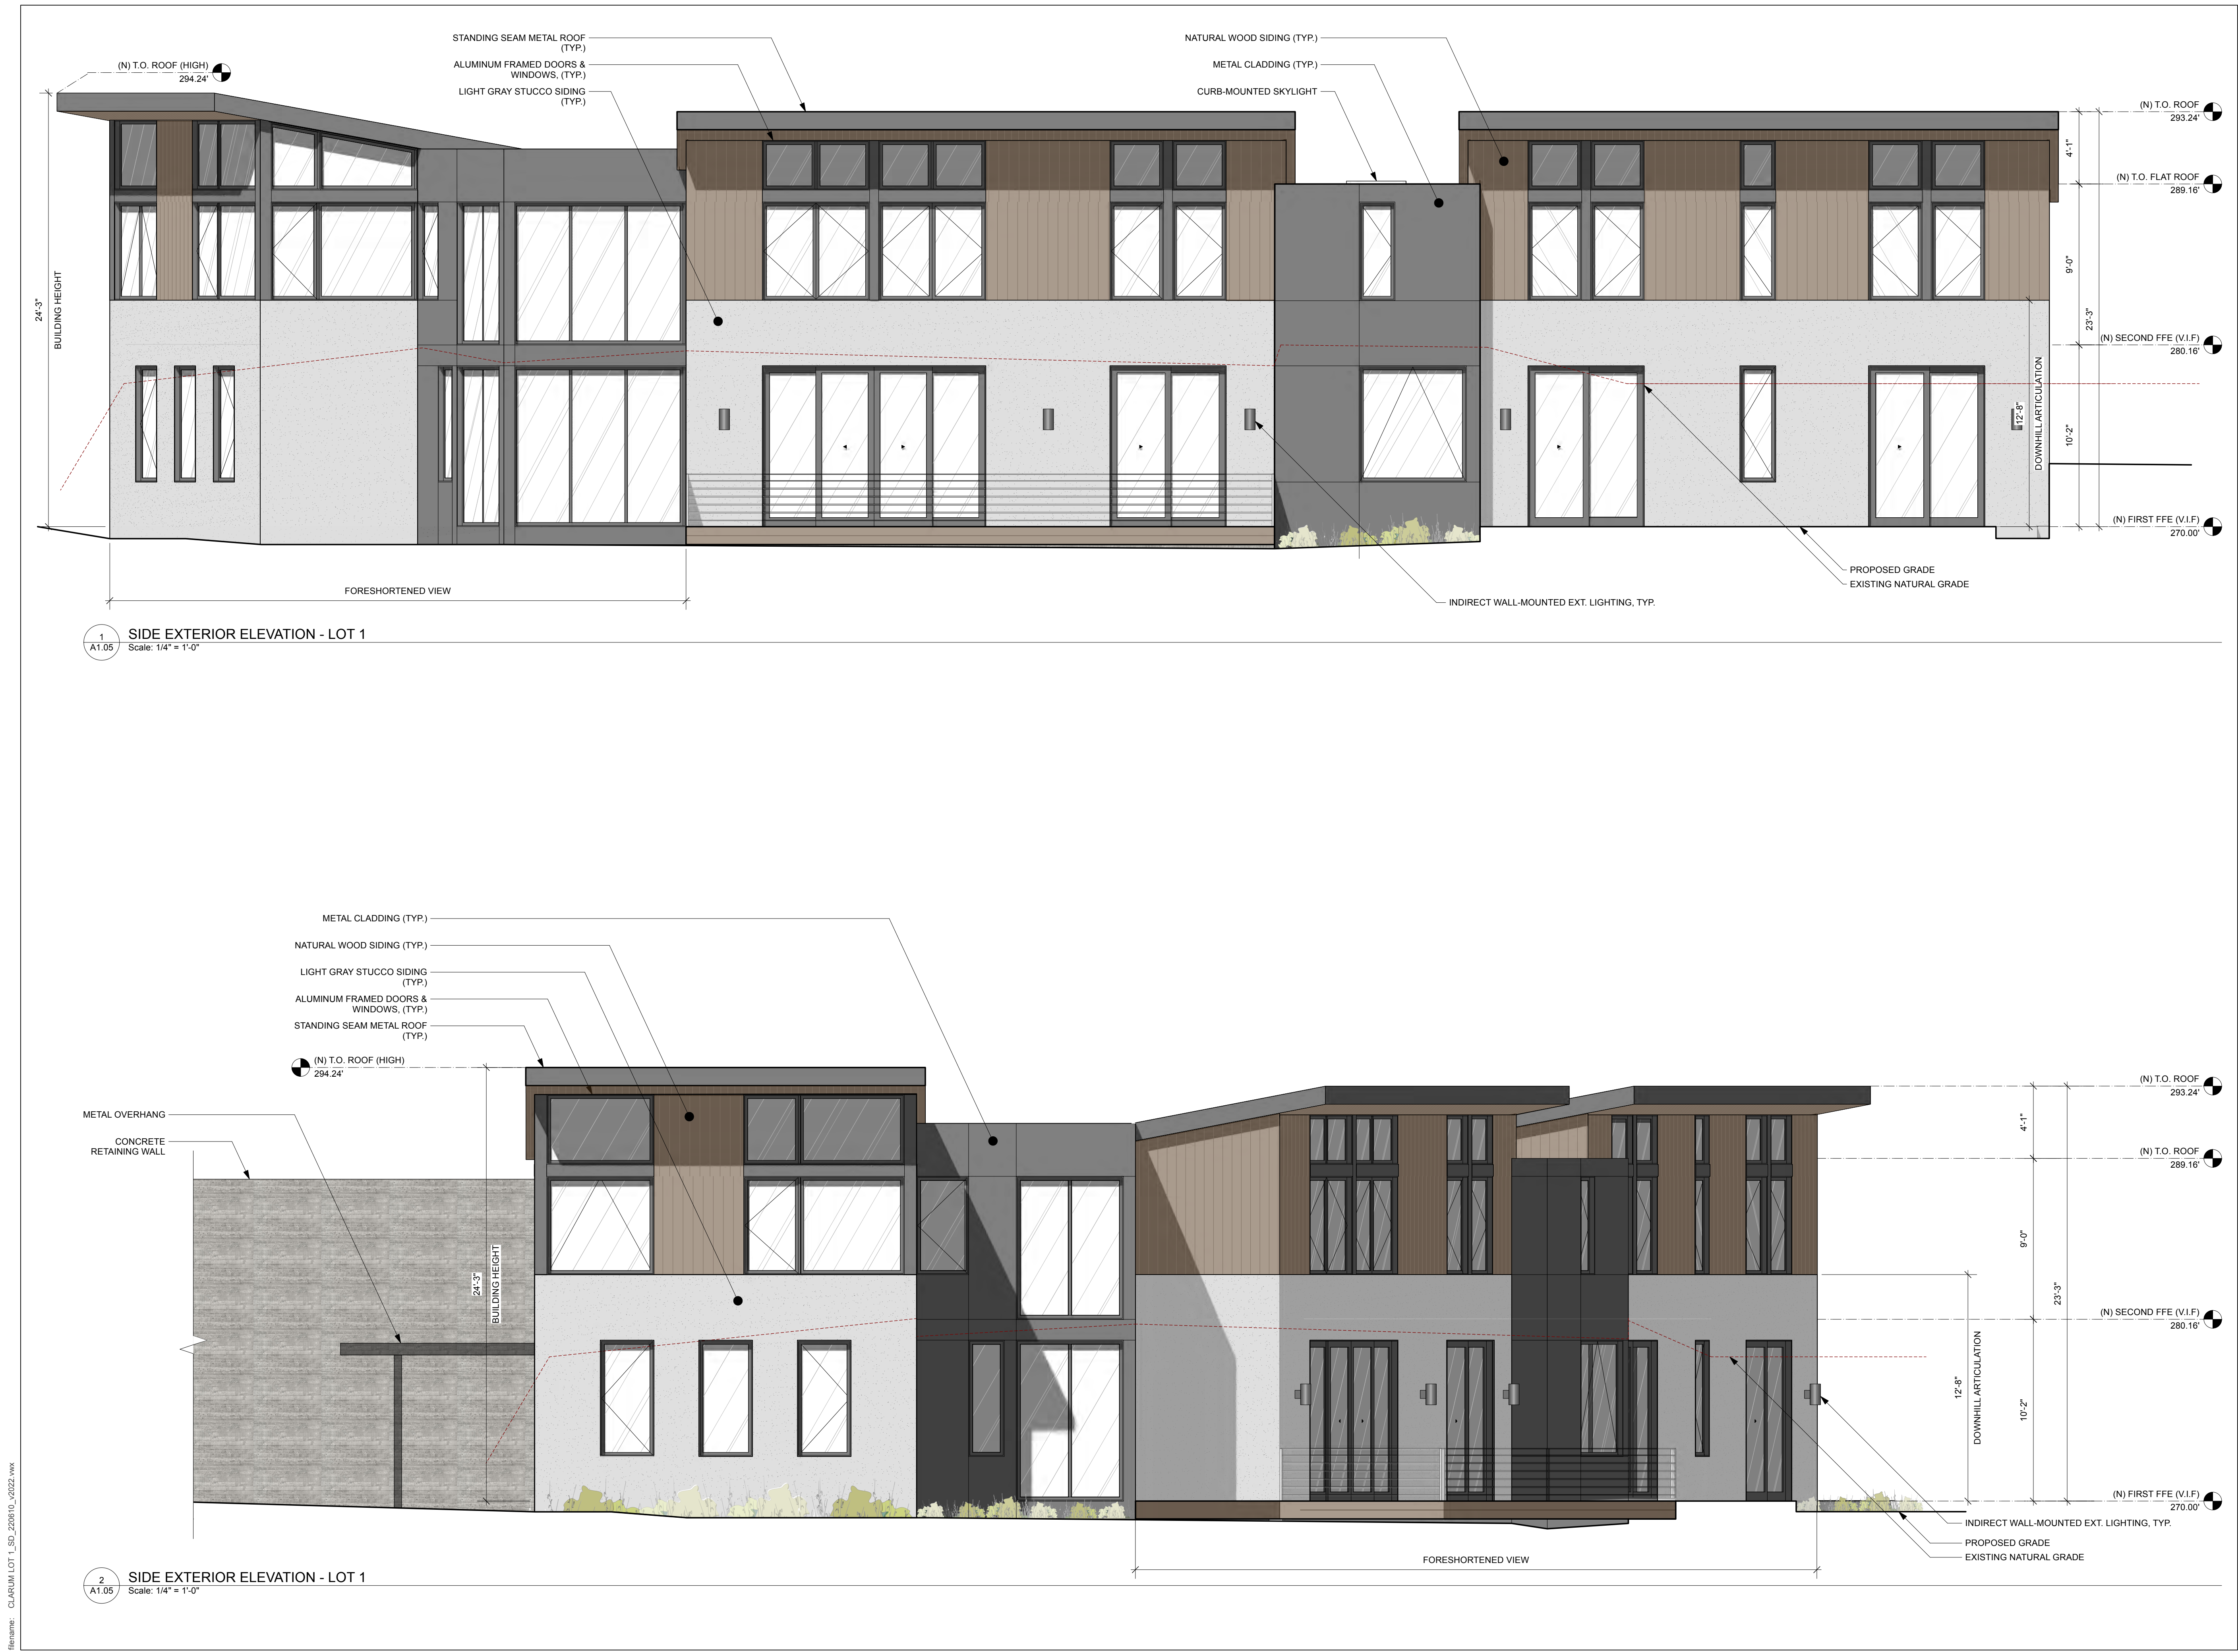 STANDING SEAM METAL ROOF
(TYP.)
ALUMINUM FRAMED DOORS &
WINDOWS, (TYP.)
LIGHT GRAY STUCCO SIDING
(TYP.)
NATURAL WOOD SIDING (TYP.)
METAL CLADDING (TYP.)
CURB-MOUNTED SKYLIGHT
(N) T.O. ROOF (HIGH)
294.24'
24'-3"
BUILDING HEIGHT
(N) T.O. ROOF
293.24'
4'-1"
(N) T.O. FLAT ROOF
289.16'
9'-0"
23'-3"
(N) SECOND FFE (V.I.F)
280.16'
12'-8"
DOWNHILL ARTICULATION
10'-2"
(N) FIRST FFE (V.I.F)
270.00'
PROPOSED GRADE
EXISTING NATURAL GRADE
INDIRECT WALL-MOUNTED EXT. LIGHTING, TYP.
FORESHORTENED VIEW
1
A1.05
SIDE EXTERIOR ELEVATION - LOT 1
Scale: 1/4" = 1'-0"
METAL CLADDING (TYP.)
NATURAL WOOD SIDING (TYP.)
LIGHT GRAY STUCCO SIDING
(TYP.)
ALUMINUM FRAMED DOORS &
WINDOWS, (TYP.)
STANDING SEAM METAL ROOF
(TYP.)
(N) T.O. ROOF (HIGH)
294.24'
METAL OVERHANG
CONCRETE
RETAINING WALL
24'-3"
BUILDING HEIGHT
(N) T.O. ROOF
293.24'
4'-1"
(N) T.O. ROOF
289.16'
9'-0"
23'-3"
(N) SECOND FFE (V.I.F)
280.16'
12'-8"
DOWNHILL ARTICULATION
10'-2"
(N) FIRST FFE (V.I.F)
270.00'
INDIRECT WALL-MOUNTED EXT. LIGHTING, TYP.
PROPOSED GRADE
EXISTING NATURAL GRADE
FORESHORTENED VIEW
2
A1.05
SIDE EXTERIOR ELEVATION - LOT 1
Scale: 1/4" = 1'-0"
filename: CLARUM LOT 1_SD_220610_v2022.vwx